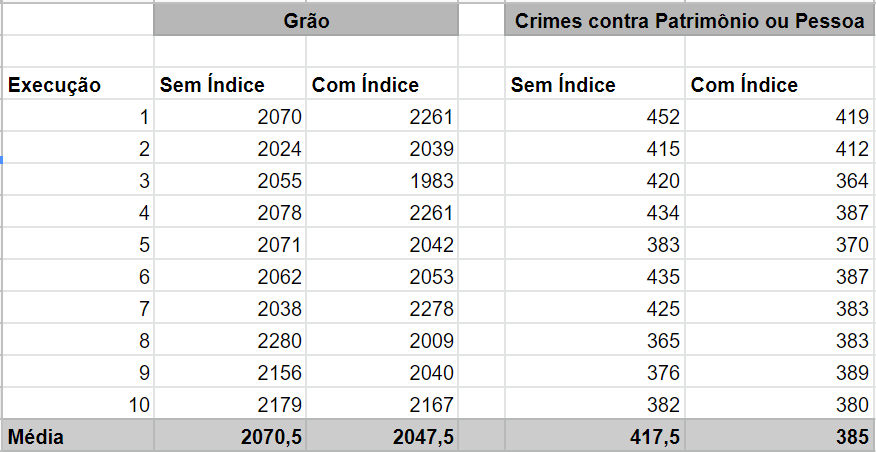 Grão Crimes contra Patrimônio ou Pessoa
Execução Sem Índice Com Índice Sem Índice Com Índice
1 2070 2261 452 419
2 2024 2039 415 412
3 2055 1983 420 364
4 2078 2261 434 387
5 2071 2042 383 370
6 2062 2053 435 387
7 2038 2278 425 383
8 2280 2009 365 383
9 2156 2040 376 389
10 2179 2167 382 380
Média 2070,5 2047,5 417,5 385